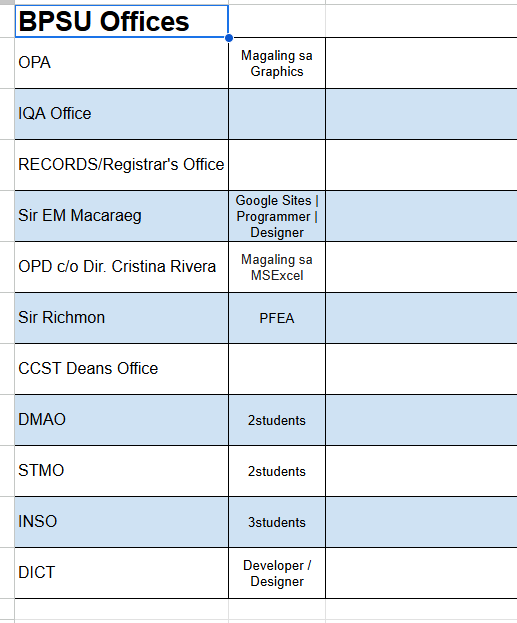 BPSU Offices
OPA
Magaling sa
Graphics
IQA Office
RECORDS/Registrar's Office
Sir EM Macaraeg
Google Sites |
Programmer |
Designer
OPD c/o Dir. Cristina Rivera
Magaling sa
MSExcel
Sir Richmon
PFEA
CCST Deans Office
DMAO
2students
STMO
2students
INSO
3students
DICT
Developer /
Designer